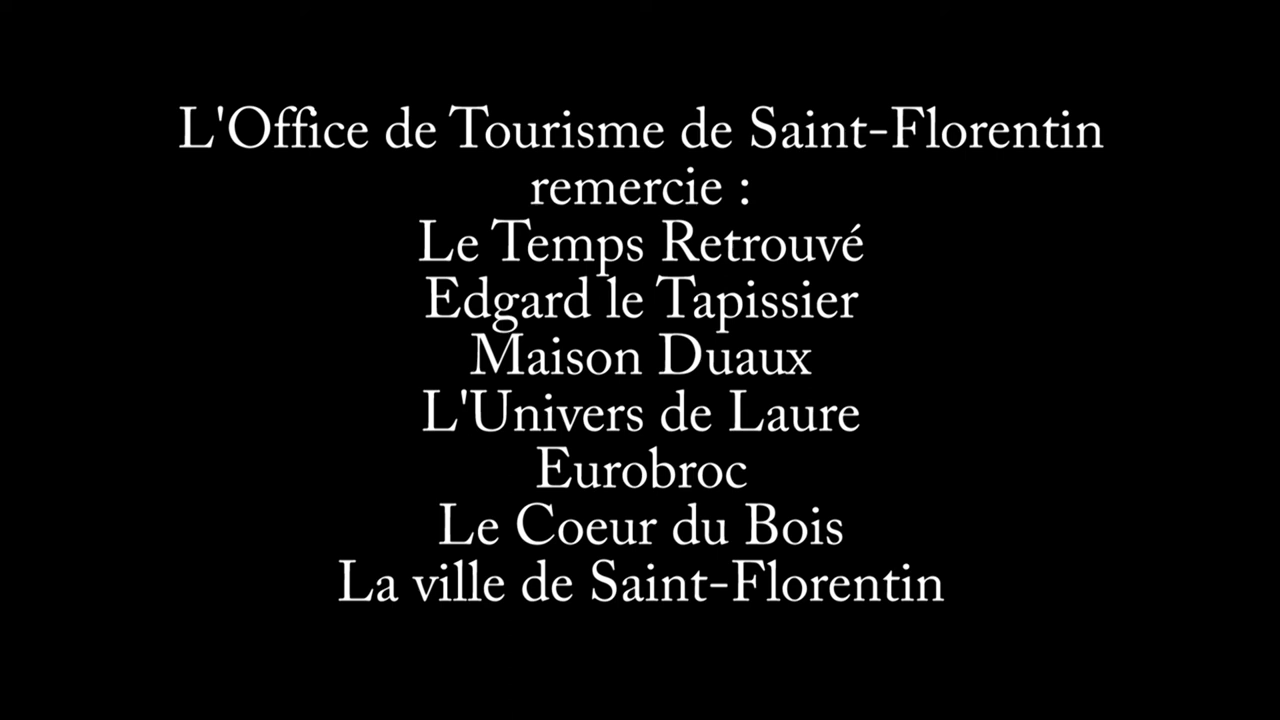 L'Office de Tourisme de Saint-Florentin
remercie :
Le Temps Retrouvé
Edgard le Tapissier
Maison Duaux
L'Univers de Laure
Eurobroc
Le Coeur du Bois
La ville de Saint-Florentin